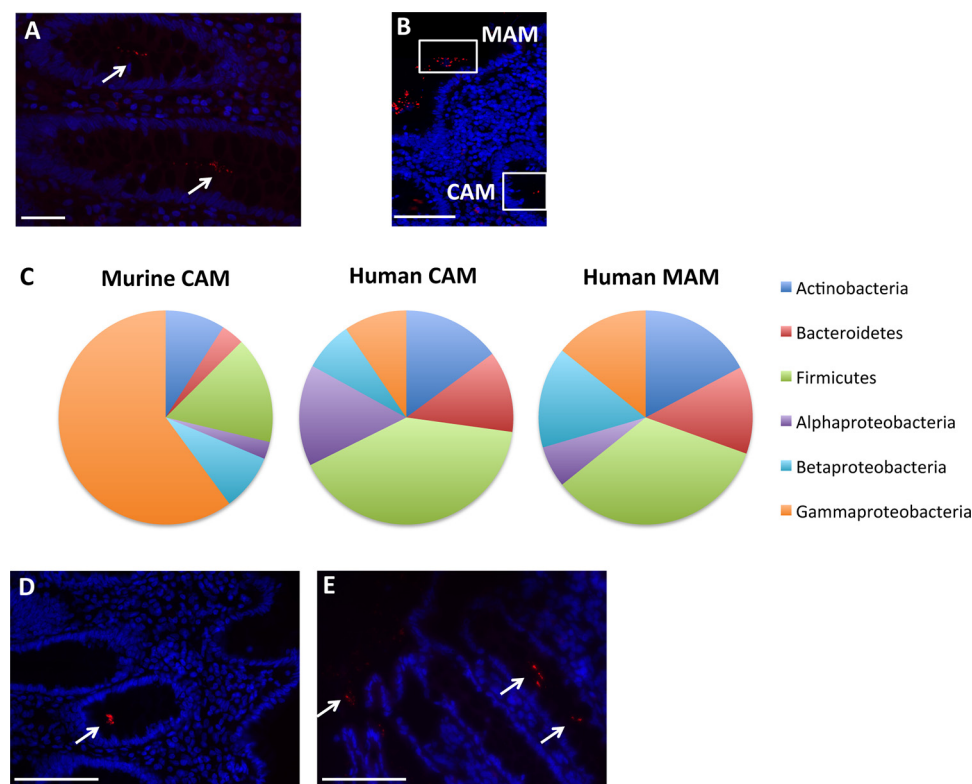 A
B
MAM
CAM
C
Murine CAM
Human CAM
Human MAM
Actinobacteria
Bacteroidetes
Firmicutes
Alphaproteobacteria
Betaproteobacteria
Gammaproteobacteria
D
E